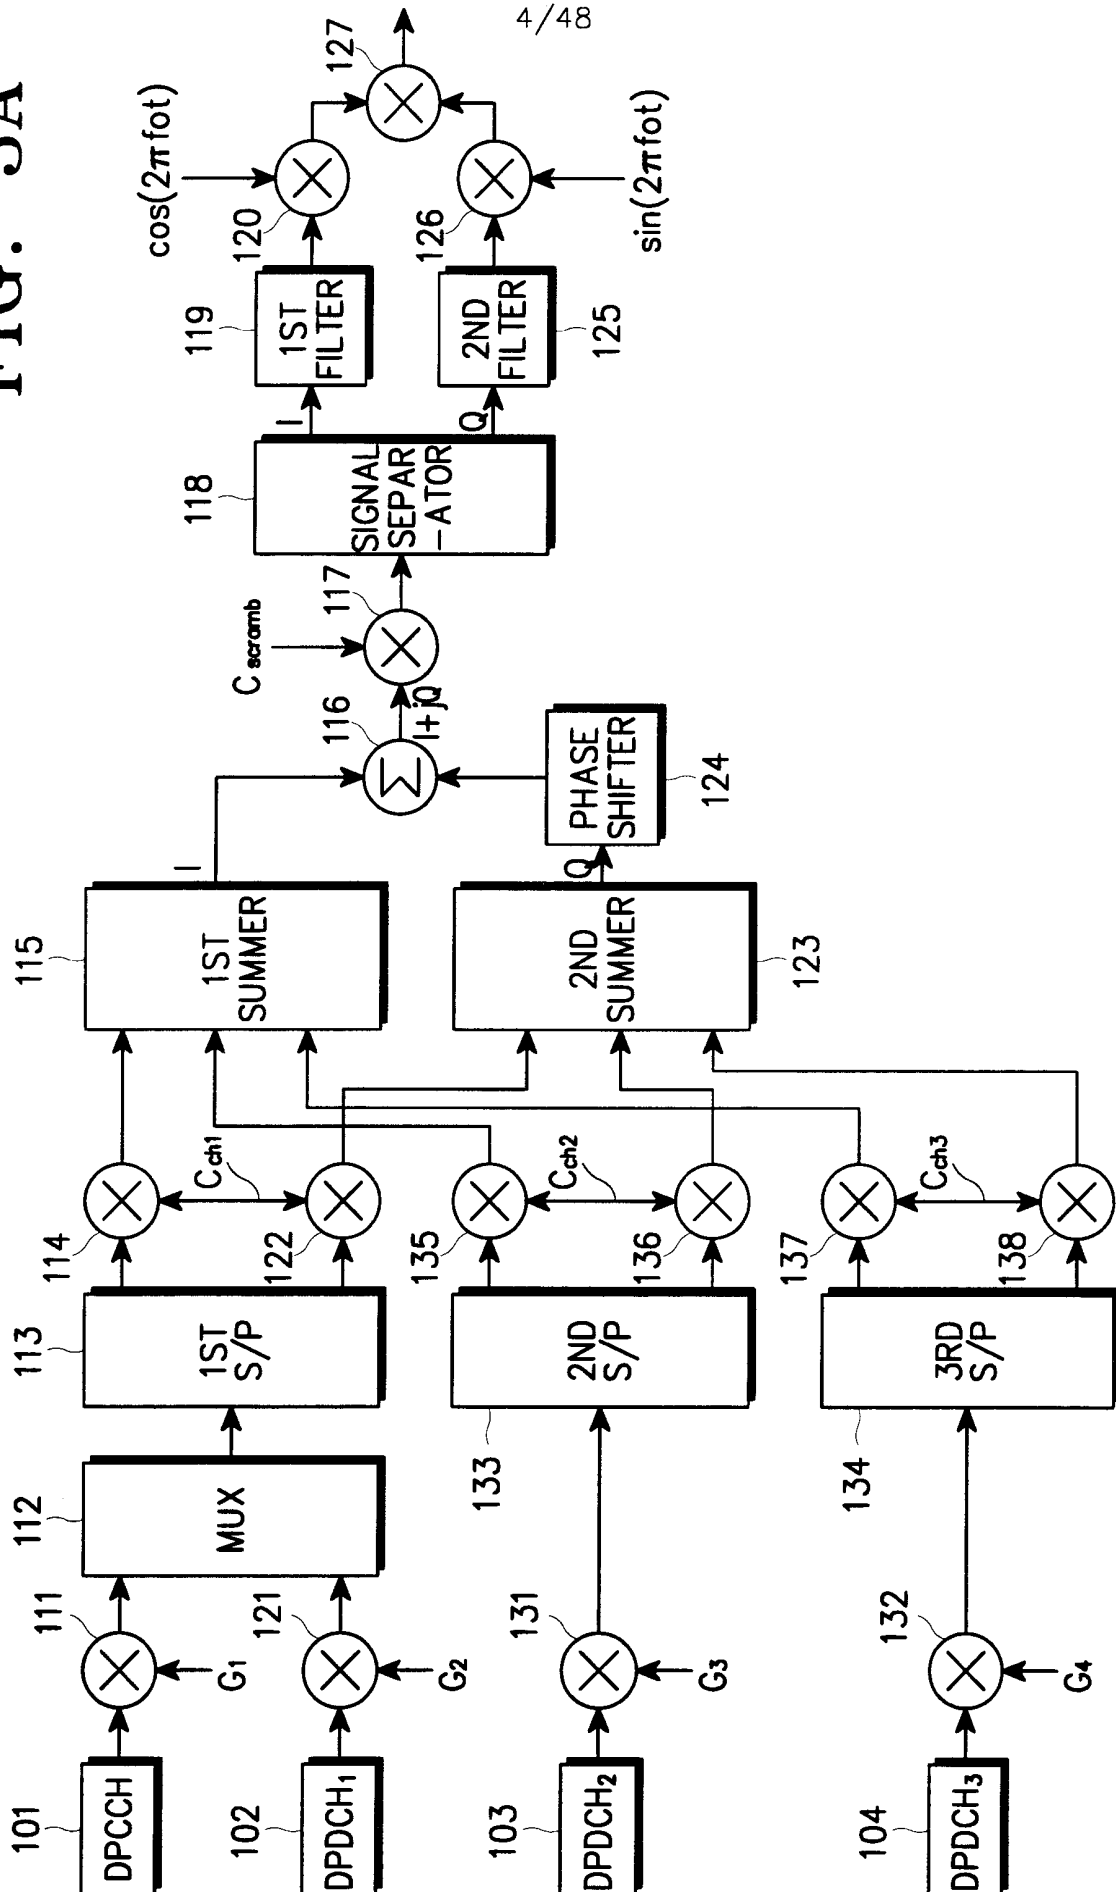 4/48
FIG. 3A
101
DPCCH
111
G1
112
MUX
113
1ST
S/P
114
Cch1
115
1ST
SUMMER
I
116
I+jQ
Cscramb
117
118
SIGNAL
SEPAR
-ATOR
I
Q
119
1ST
FILTER
120
cos(2πfot)
127
102
DPDCH1
121
G2
122
123
2ND
SUMMER
Q
124
PHASE
SHIFTER
Σ
125
2ND
FILTER
126
sin(2πfot)
103
DPDCH2
131
G3
133
2ND
S/P
135
Cch2
136
104
DPDCH3
132
G4
134
3RD
S/P
137
Cch3
138